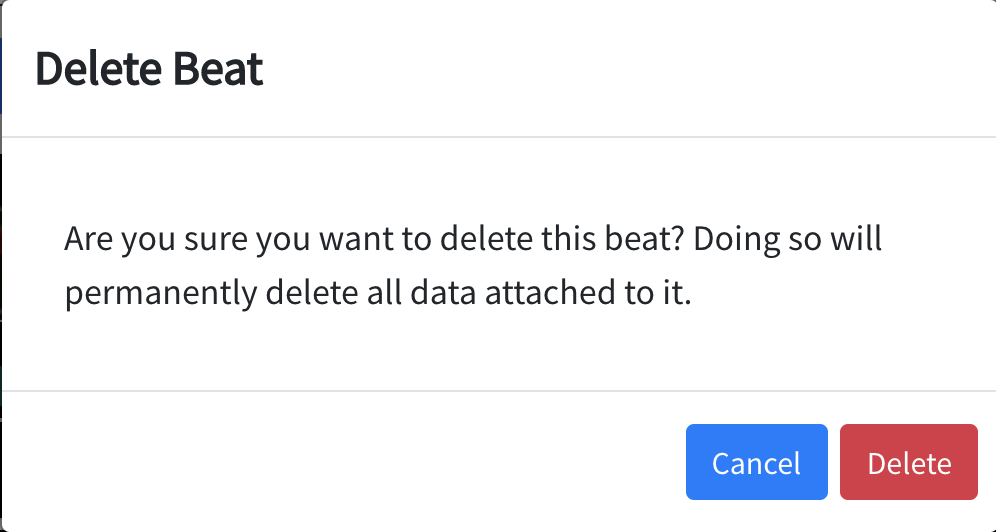 Delete Beat
Are you sure you want to delete this beat? Doing so will
permanently delete all data attached to it.
Cancel Delete